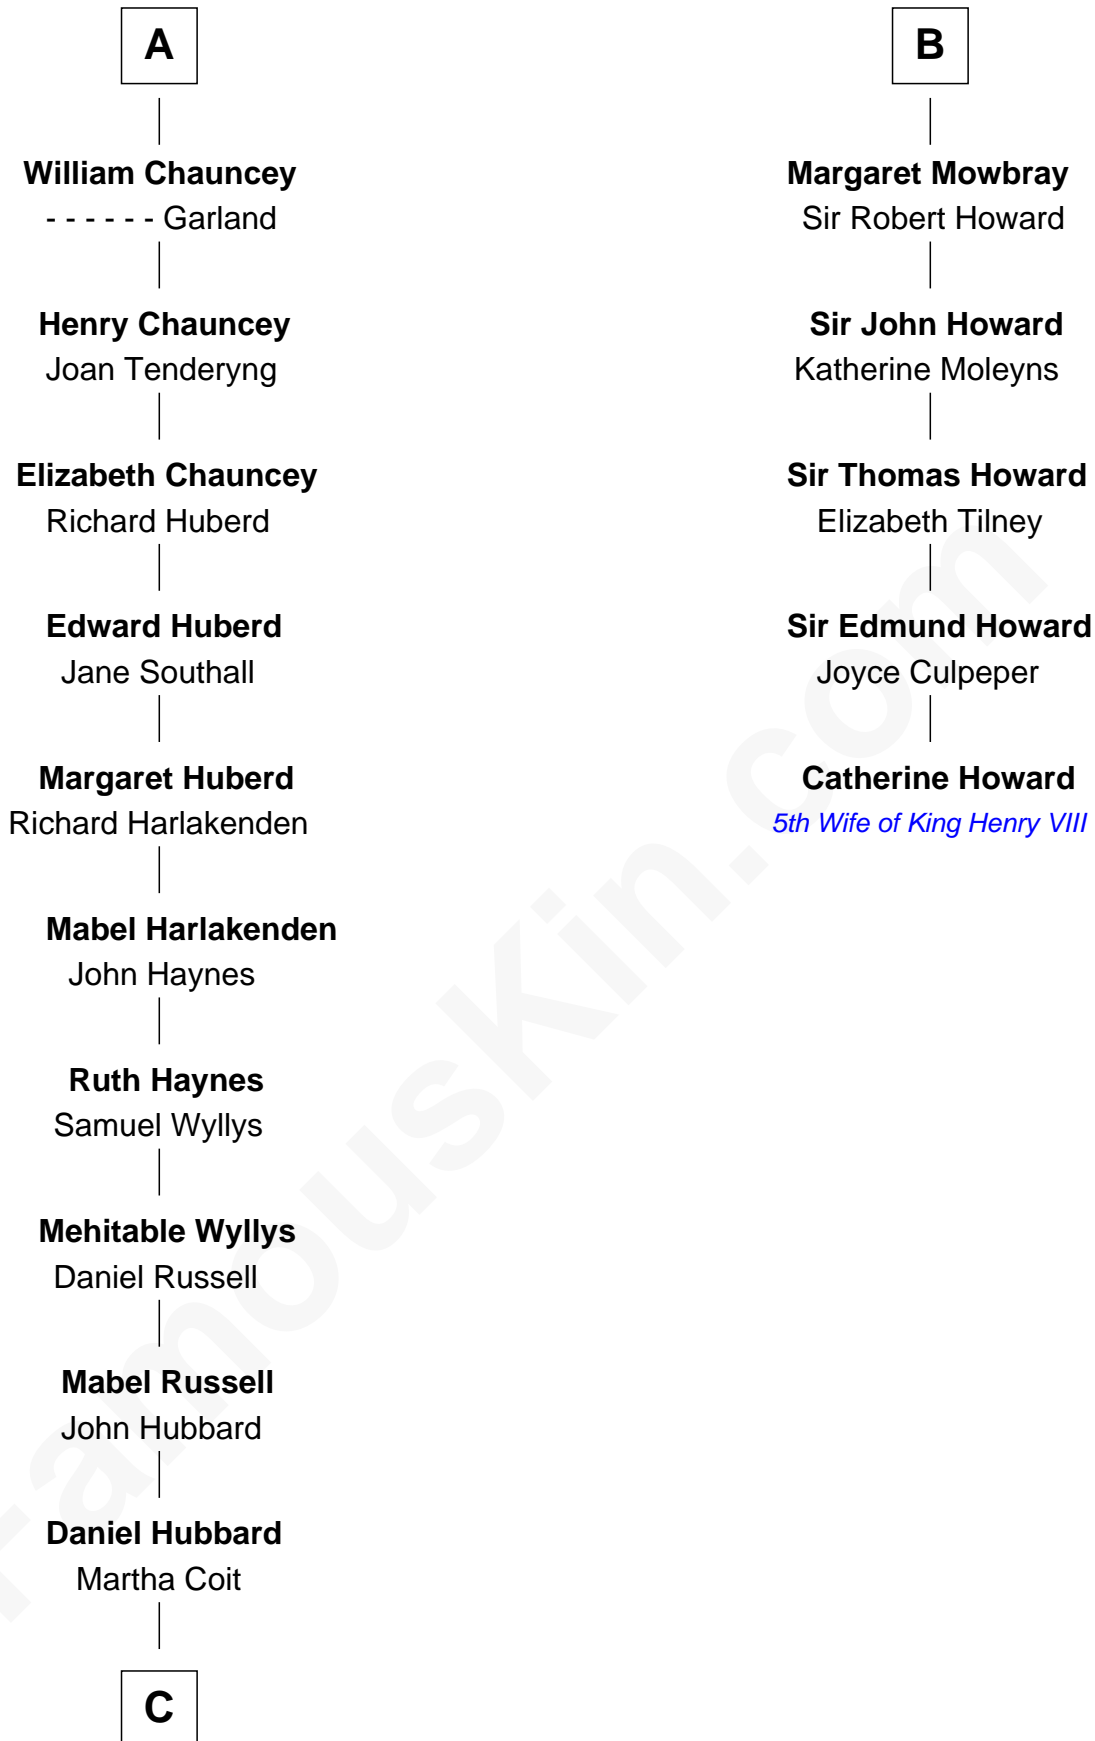 A
William Chauncey
- - - - - - Garland
Henry Chauncey
Joan Tenderyng
Elizabeth Chauncey
Richard Huberd
Edward Huberd
Jane Southall
Margaret Huberd
Richard Harlakenden
Mabel Harlakenden
John Haynes
Ruth Haynes
Samuel Wyllys
Mehitable Wyllys
Daniel Russell
Mabel Russell
John Hubbard
Daniel Hubbard
Martha Coit
C
B
Margaret Mowbray
Sir Robert Howard
Sir John Howard
Katherine Moleyns
Sir Thomas Howard
Elizabeth Tilney
Sir Edmund Howard
Joyce Culpeper
Catherine Howard
5th Wife of King Henry VIII
FamousKin.com